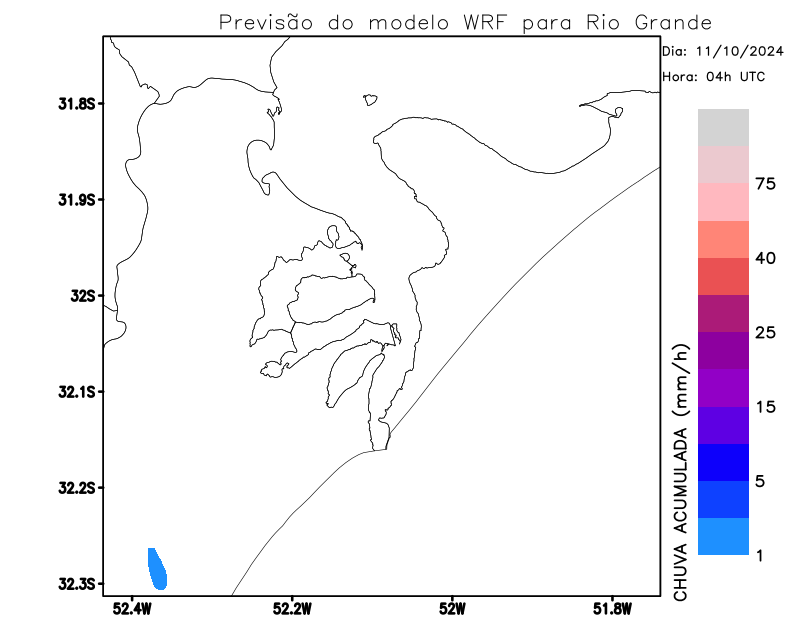 Previsão do modelo WRF para Rio Grande
Dia: 11/10/2024
Hora: 04h UTC
31.8S
31.9S
32S
32.1S
32.2S
32.3S
52.4W
52.2W
52W
51.8W
CHUVA ACUMULADA (mm/h)
75
40
25
15
5
1